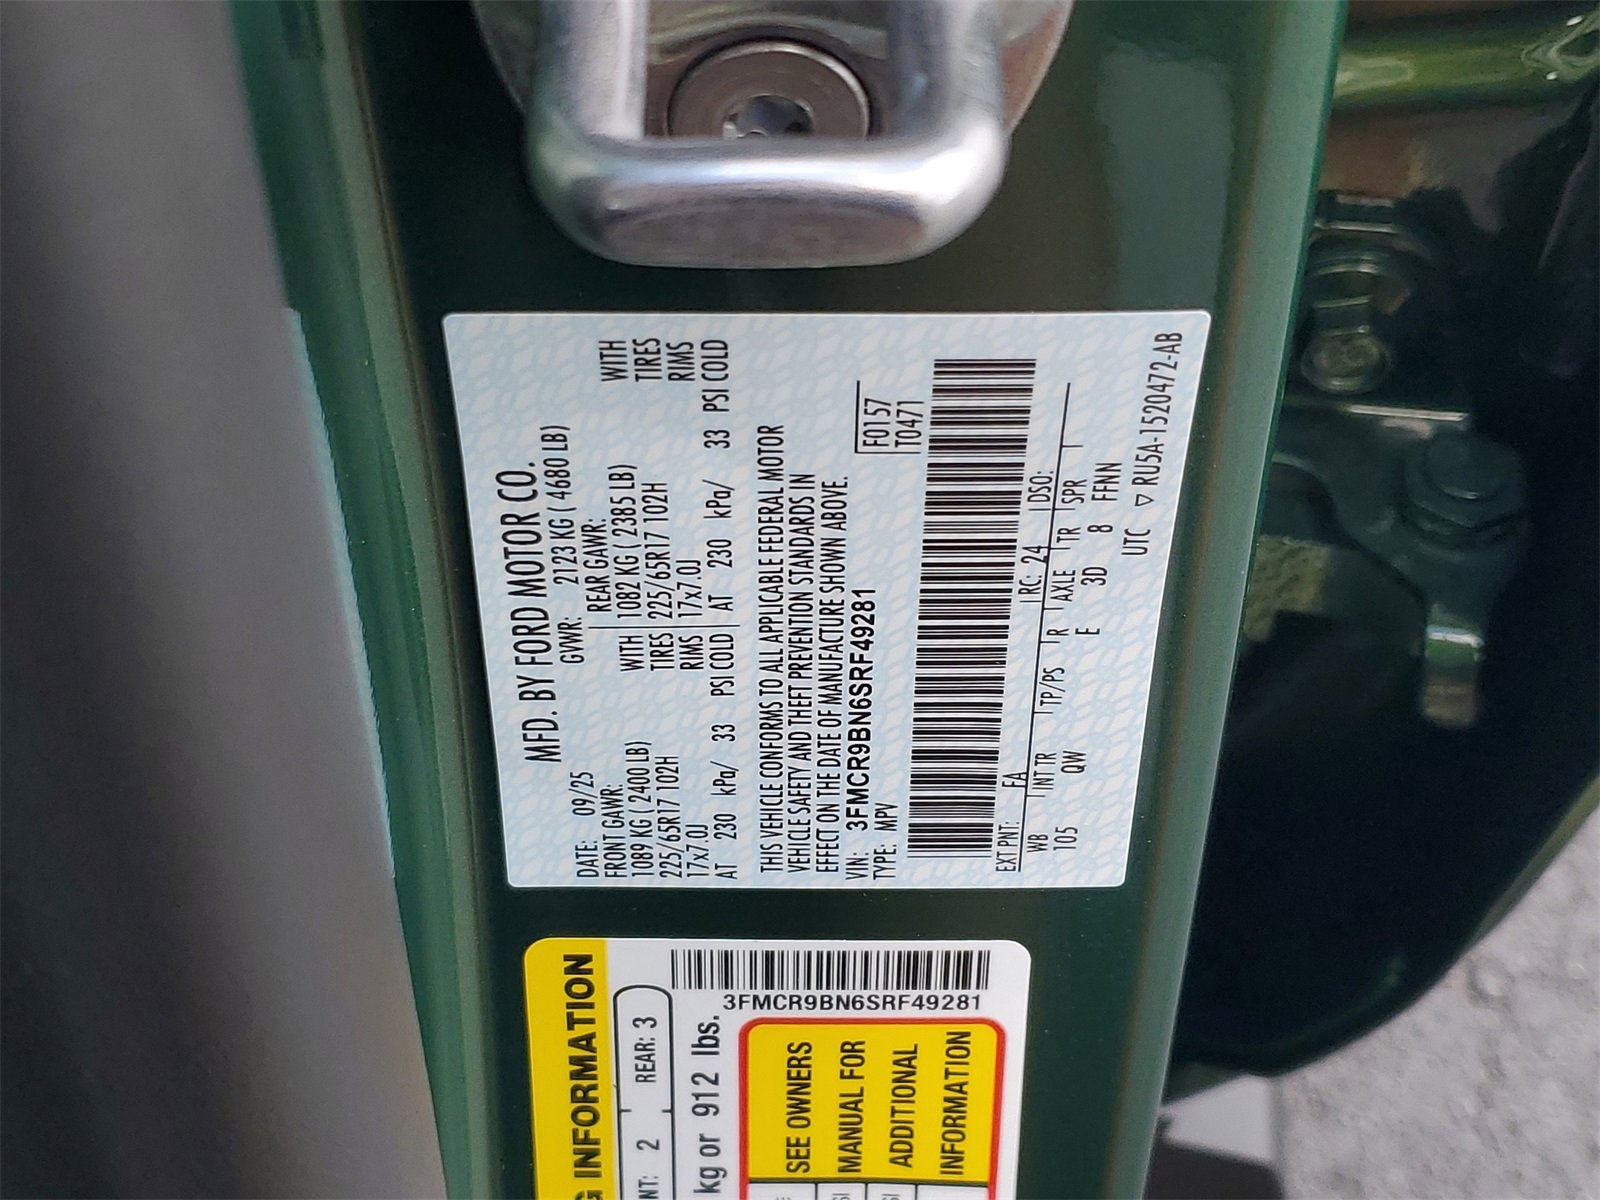 MFD. BY FORD MOTOR CO.
DATE: 09/25 GVWR: 2123 KG ( 4680 LB)
FRONT GAWR: REAR GAWR:
1089 KG ( 2400 LB) WITH 1082 KG ( 2385 LB) WITH
225/65R17 102H TIRES 225/65R17 102H TIRES
17x7.0J RIMS 17x7.0J RIMS
AT 230 kPa/ 33 PSI COLD AT 230 kPa/ 33 PSI COLD
THIS VEHICLE CONFORMS TO ALL APPLICABLE FEDERAL MOTOR
VEHICLE SAFETY AND THEFT PREVENTION STANDARDS IN
EFFECT ON THE DATE OF MANUFACTURE SHOWN ABOVE.
VIN: 3FMCR9BN6SRF49281 F0157
TYPE: MPV T0471
EXT PNT: FA RC: 24 DSO:
WB INT TR TP/PS R AXLE TR SPR
105 QW E 3D 8 FFNN
UTC ▽ RU5A-1520472-AB
INFORMATION
2 REAR: 3
kg or 912 lbs.
3FMCR9BN6SRF49281
SEE OWNERS
MANUAL FOR
ADDITIONAL
INFORMATION